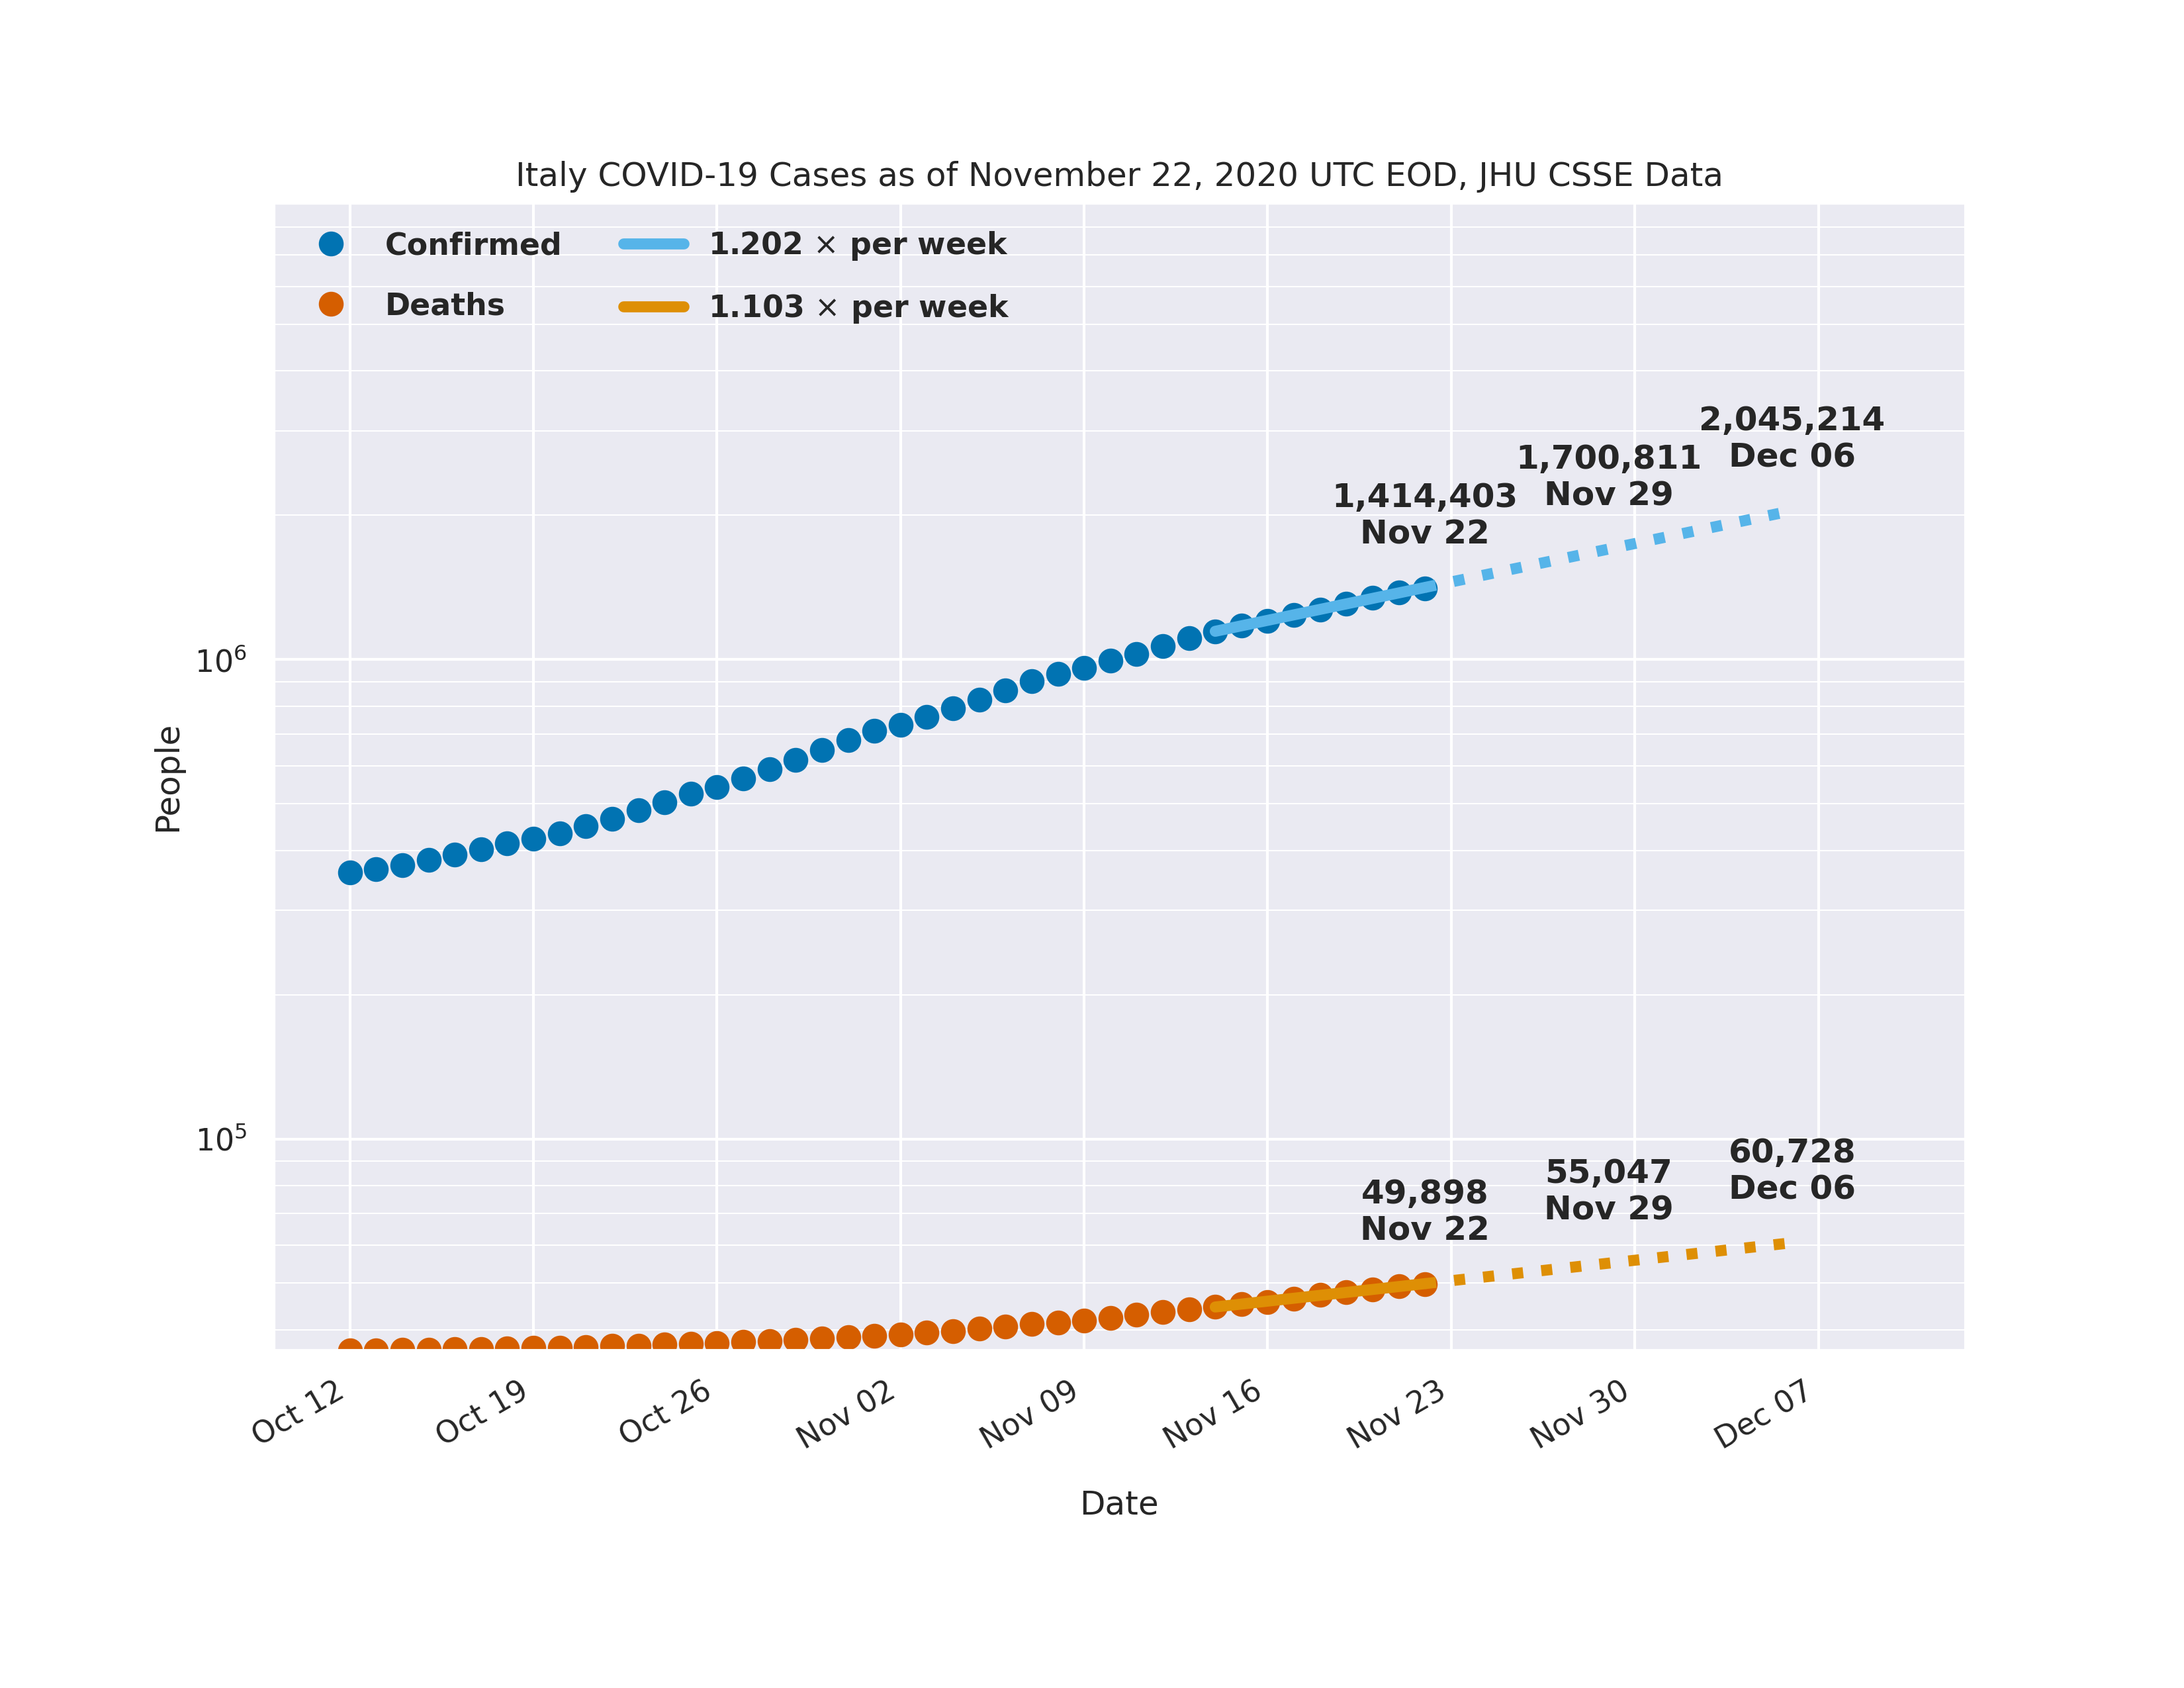 Italy COVID-19 Cases as of November 22, 2020 UTC EOD, JHU CSSE Data
Confirmed
Deaths
1.202 × per week
1.103 × per week
2,045,214
Dec 06
1,700,811
Nov 29
1,414,403
Nov 22
10⁶
People
10⁵
60,728
Dec 06
55,047
Nov 29
49,898
Nov 22
Oct 12
Oct 19
Oct 26
Nov 02
Nov 09
Nov 16
Nov 23
Nov 30
Dec 07
Date